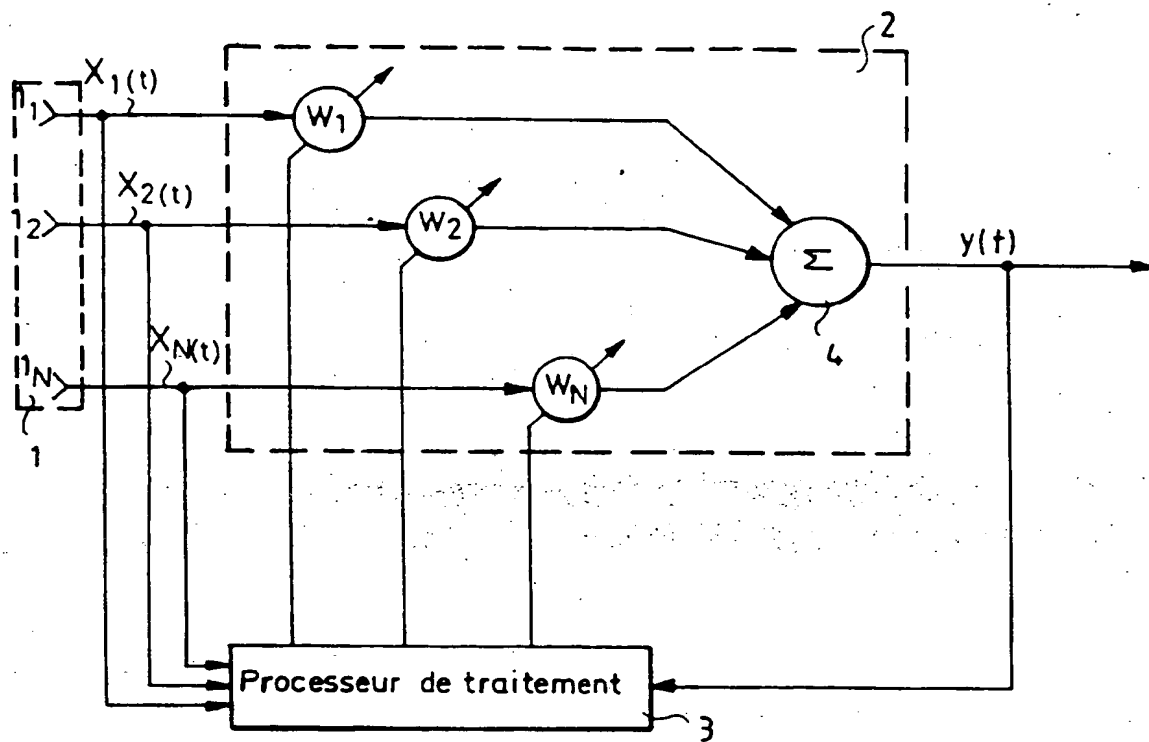 2
X1(t)
11
W1
X2(t)
12
W2
Σ
y(t)
4
XN(t)
1N
WN
1
Processeur de traitement
3